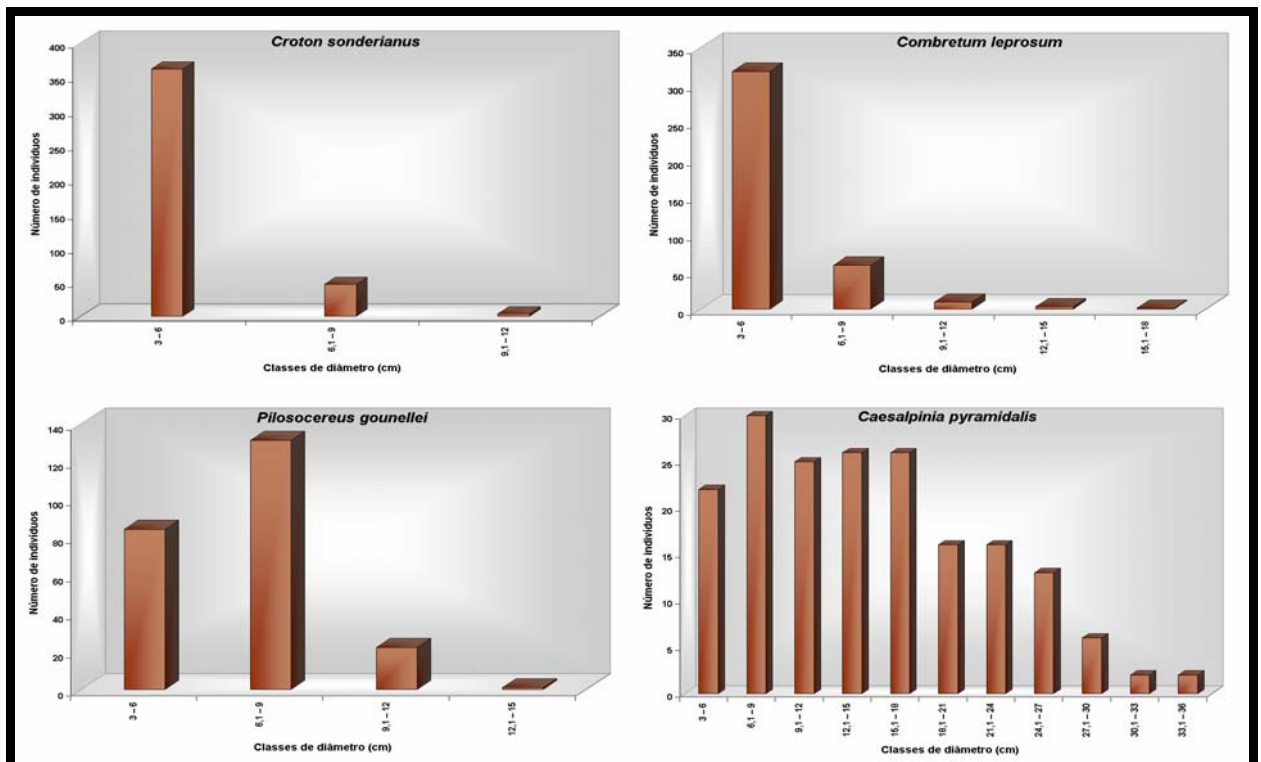 Croton sonderianus
400
350
300
250
200
150
100
50
0
Número de indivíduos
3 – 6
6,1 – 9
9,1 – 12
Classes de diâmetro (cm)
Combretum leprosum
350
300
250
200
150
100
50
0
Número de indivíduos
3 – 6
6,1 – 9
9,1 – 12
12,1 – 15
15,1 – 18
Classes de diâmetro (cm)
Pilosocereus gounellei
140
120
100
80
60
40
20
0
Número de indivíduos
3 – 6
6,1 – 9
9,1 – 12
12,1 – 15
Classes de diâmetro (cm)
Caesalpinia pyramidalis
30
25
20
15
10
5
0
Número de indivíduos
3 – 6
6,1 – 9
9,1 – 12
12,1 – 15
15,1 – 18
18,1 – 21
21,1 – 24
24,1 – 27
27,1 – 30
30,1 – 33
33,1 – 36
Classes de diâmetro (cm)